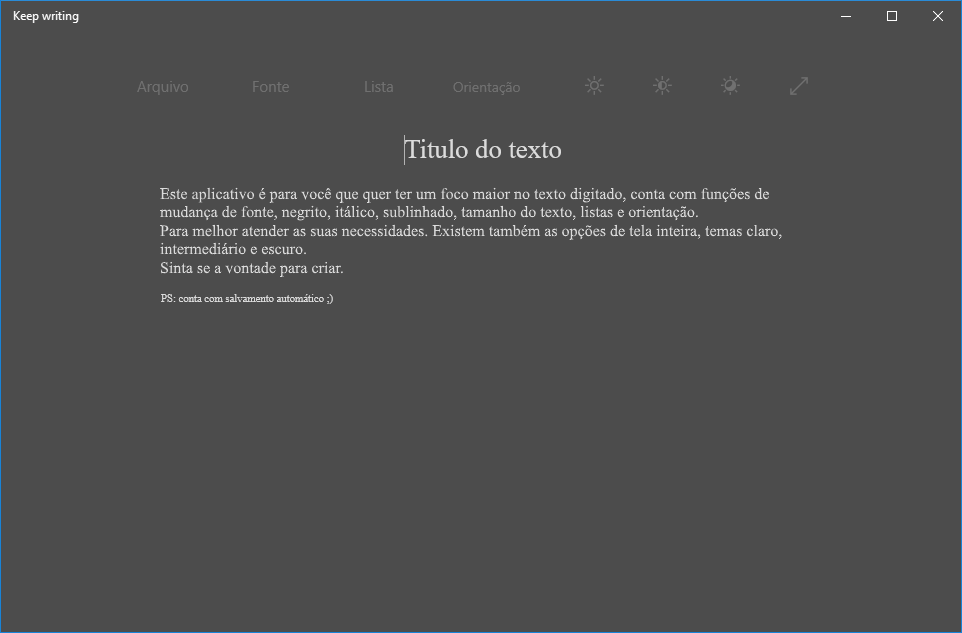 Keep writing
Arquivo Fonte Lista Orientação
Titulo do texto
Este aplicativo é para você que quer ter um foco maior no texto digitado, conta com funções de
mudança de fonte, negrito, itálico, sublinhado, tamanho do texto, listas e orientação.
Para melhor atender as suas necessidades. Existem também as opções de tela inteira, temas claro,
intermediário e escuro.
Sinta se a vontade para criar.
PS: conta com salvamento automático ;)